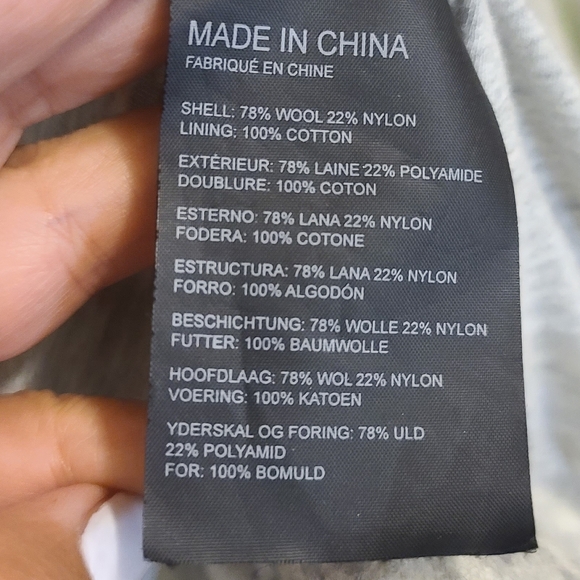 MADE IN CHINA
FABRIQUÉ EN CHINE
SHELL: 78% WOOL 22% NYLON
LINING: 100% COTTON
EXTÉRIEUR: 78% LAINE 22% POLYAMIDE
DOUBLURE: 100% COTON
ESTERNO: 78% LANA 22% NYLON
FODERA: 100% COTONE
ESTRUCTURA: 78% LANA 22% NYLON
FORRO: 100% ALGODÓN
BESCHICHTUNG: 78% WOLLE 22% NYLON
FUTTER: 100% BAUMWOLLE
HOOFDLAAG: 78% WOL 22% NYLON
VOERING: 100% KATOEN
YDERSKAL OG FORING: 78% ULD
22% POLYAMID
FOR: 100% BOMULD